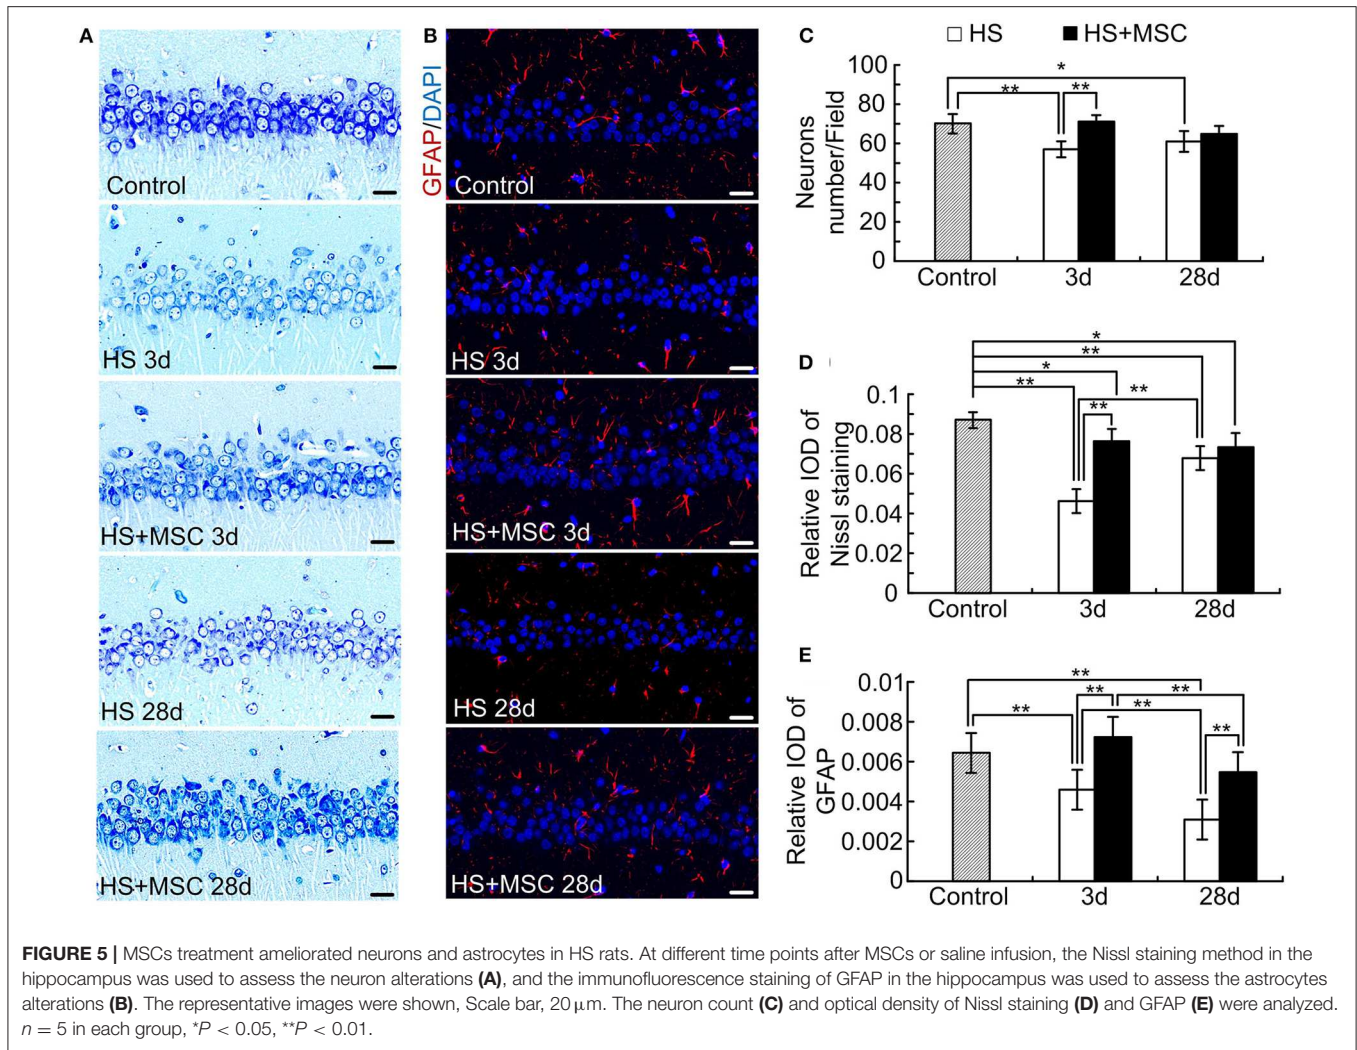 A
Control
HS 3d
HS+MSC 3d
HS 28d
HS+MSC 28d
B
GFAP/DAPI
Control
HS 3d
HS+MSC 3d
HS 28d
HS+MSC 28d
C
HS HS+MSC
Neurons
number/Field
100
80
60
40
20
0
*
** **
Control 3d 28d
D
Relative IOD of
Nissl staining
0.1
0.08
0.06
0.04
0.02
0
*
**
*
** **
**
Control 3d 28d
E
Relative IOD of
GFAP
0.01
0.008
0.006
0.004
0.002
0
**
** **
** **
**
Control 3d 28d
FIGURE 5 | MSCs treatment ameliorated neurons and astrocytes in HS rats. At different time points after MSCs or saline infusion, the Nissl staining method in the
hippocampus was used to assess the neuron alterations (A), and the immunofluorescence staining of GFAP in the hippocampus was used to assess the astrocytes
alterations (B). The representative images were shown, Scale bar, 20 μm. The neuron count (C) and optical density of Nissl staining (D) and GFAP (E) were analyzed.
n = 5 in each group, *P < 0.05, **P < 0.01.